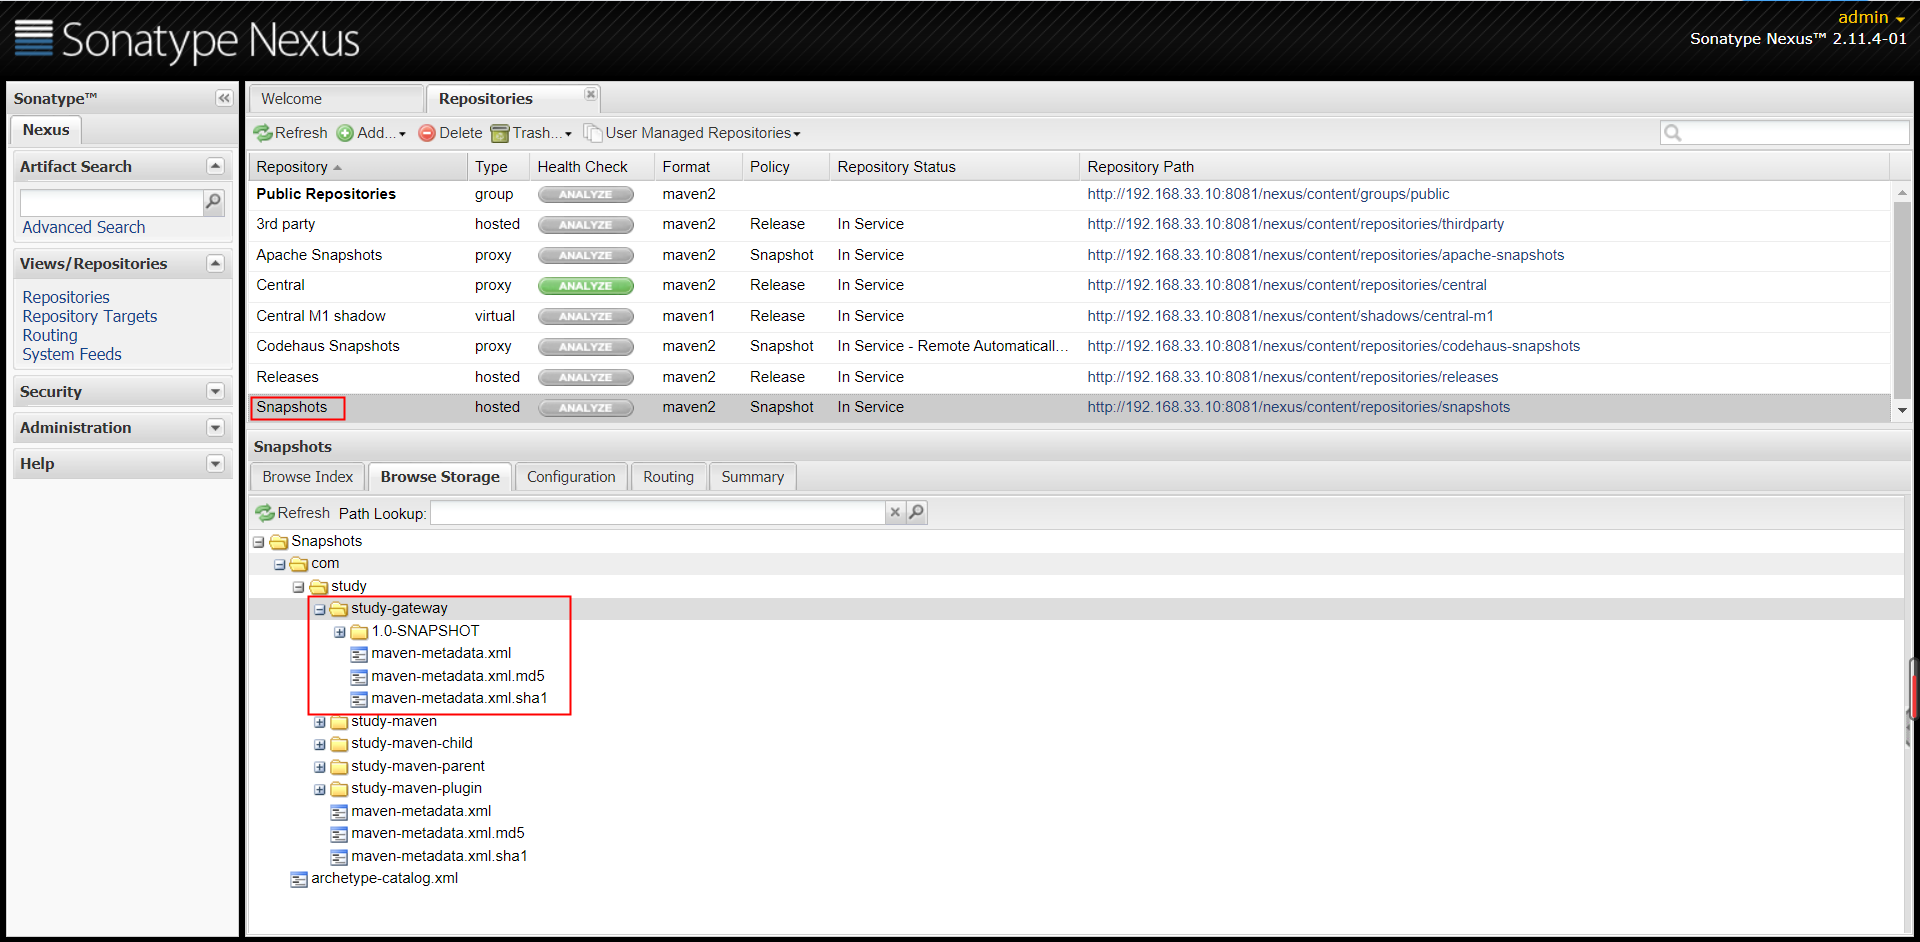 Sonatype Nexus
admin
Sonatype Nexus™ 2.11.4-01
Sonatype™
Nexus
Artifact Search
Advanced Search
Views/Repositories
Repositories
Repository Targets
Routing
System Feeds
Security
Administration
Help
Welcome Repositories
Refresh Add... Delete Trash... User Managed Repositories
Repository Type Health Check Format Policy Repository Status Repository Path
Public Repositories group ANALYZE maven2 http://192.168.33.10:8081/nexus/content/groups/public
3rd party hosted ANALYZE maven2 Release In Service http://192.168.33.10:8081/nexus/content/repositories/thirdparty
Apache Snapshots proxy ANALYZE maven2 Snapshot In Service http://192.168.33.10:8081/nexus/content/repositories/apache-snapshots
Central proxy ANALYZE maven2 Release In Service http://192.168.33.10:8081/nexus/content/repositories/central
Central M1 shadow virtual ANALYZE maven1 Release In Service http://192.168.33.10:8081/nexus/content/shadows/central-m1
Codehaus Snapshots proxy ANALYZE maven2 Snapshot In Service - Remote Automaticall... http://192.168.33.10:8081/nexus/content/repositories/codehaus-snapshots
Releases hosted ANALYZE maven2 Release In Service http://192.168.33.10:8081/nexus/content/repositories/releases
Snapshots hosted ANALYZE maven2 Snapshot In Service http://192.168.33.10:8081/nexus/content/repositories/snapshots
Snapshots
Browse Index Browse Storage Configuration Routing Summary
Refresh Path Lookup:
Snapshots
com
study
study-gateway
1.0-SNAPSHOT
maven-metadata.xml
maven-metadata.xml.md5
maven-metadata.xml.sha1
study-maven
study-maven-child
study-maven-parent
study-maven-plugin
maven-metadata.xml
maven-metadata.xml.md5
maven-metadata.xml.sha1
archetype-catalog.xml